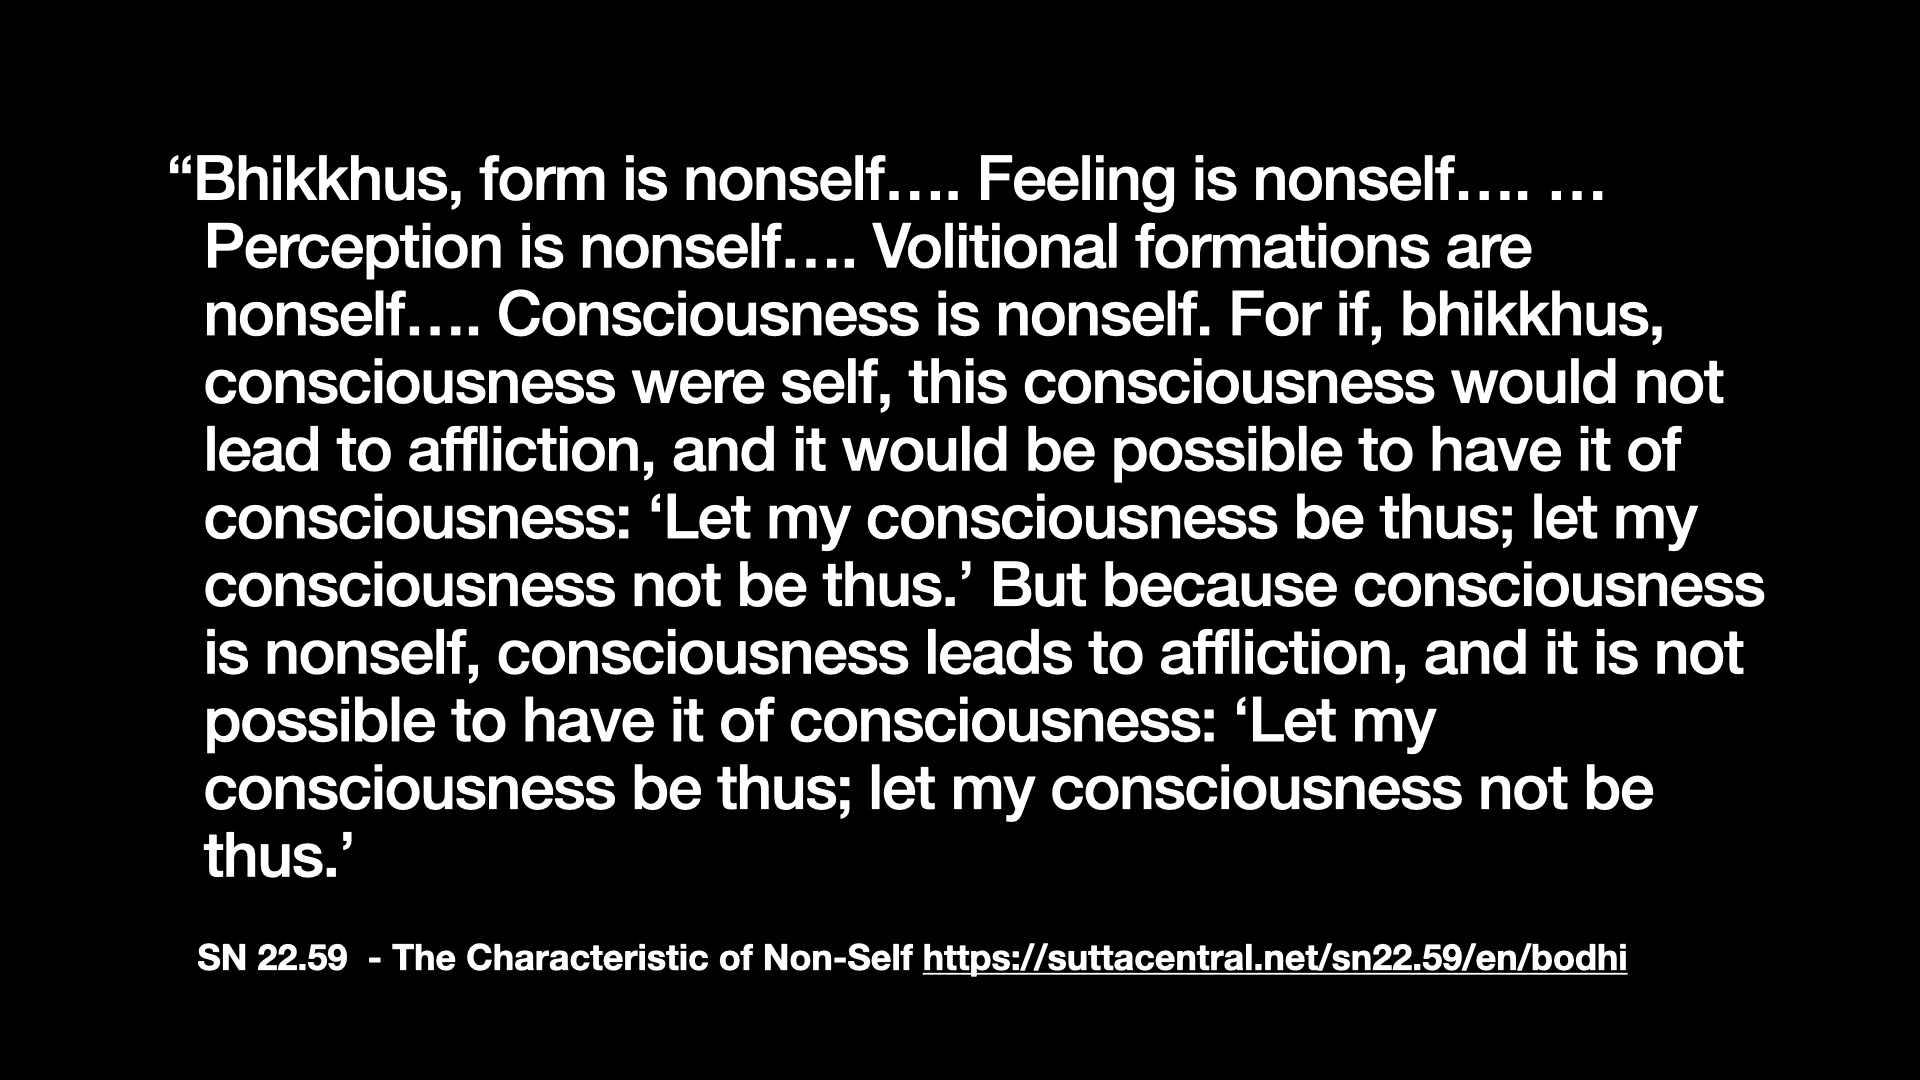 “Bhikkhus, form is nonself…. Feeling is nonself…. …
Perception is nonself…. Volitional formations are
nonself…. Consciousness is nonself. For if, bhikkhus,
consciousness were self, this consciousness would not
lead to affliction, and it would be possible to have it of
consciousness: ‘Let my consciousness be thus; let my
consciousness not be thus.’ But because consciousness
is nonself, consciousness leads to affliction, and it is not
possible to have it of consciousness: ‘Let my
consciousness be thus; let my consciousness not be
thus.’
SN 22.59  - The Characteristic of Non-Self https://suttacentral.net/sn22.59/en/bodhi